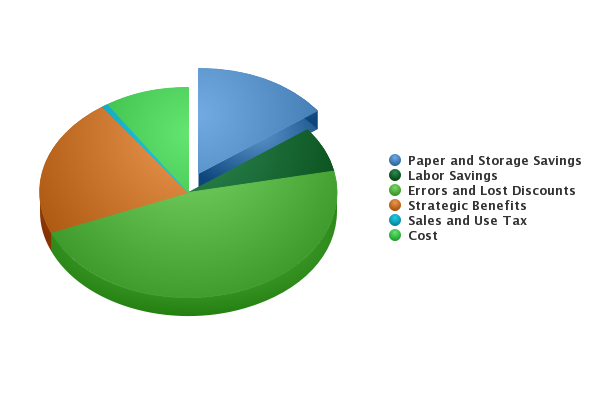 Paper and Storage Savings
Labor Savings
Errors and Lost Discounts
Strategic Benefits
Sales and Use Tax
Cost